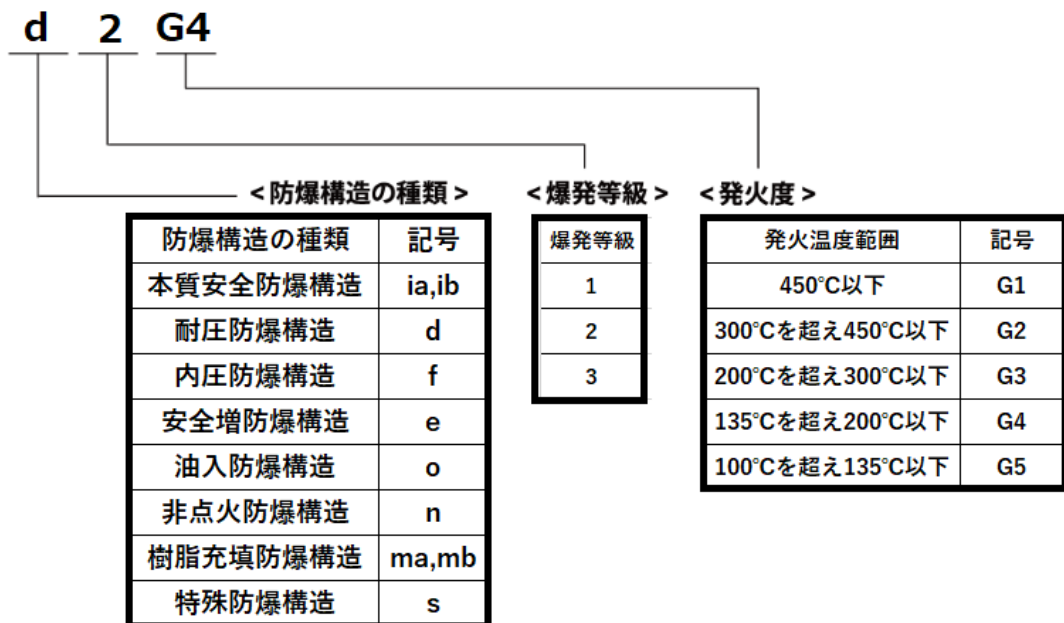 d 2 G4
<防爆構造の種類> <爆発等級> <発火度>
防爆構造の種類 記号
本質安全防爆構造 ia,ib
耐圧防爆構造 d
内圧防爆構造 f
安全増防爆構造 e
油入防爆構造 o
非点火防爆構造 n
樹脂充填防爆構造 ma,mb
特殊防爆構造 s
爆発等級
1
2
3
発火温度範囲 記号
450℃以下 G1
300℃を超え450℃以下 G2
200℃を超え300℃以下 G3
135℃を超え200℃以下 G4
100℃を超え135℃以下 G5